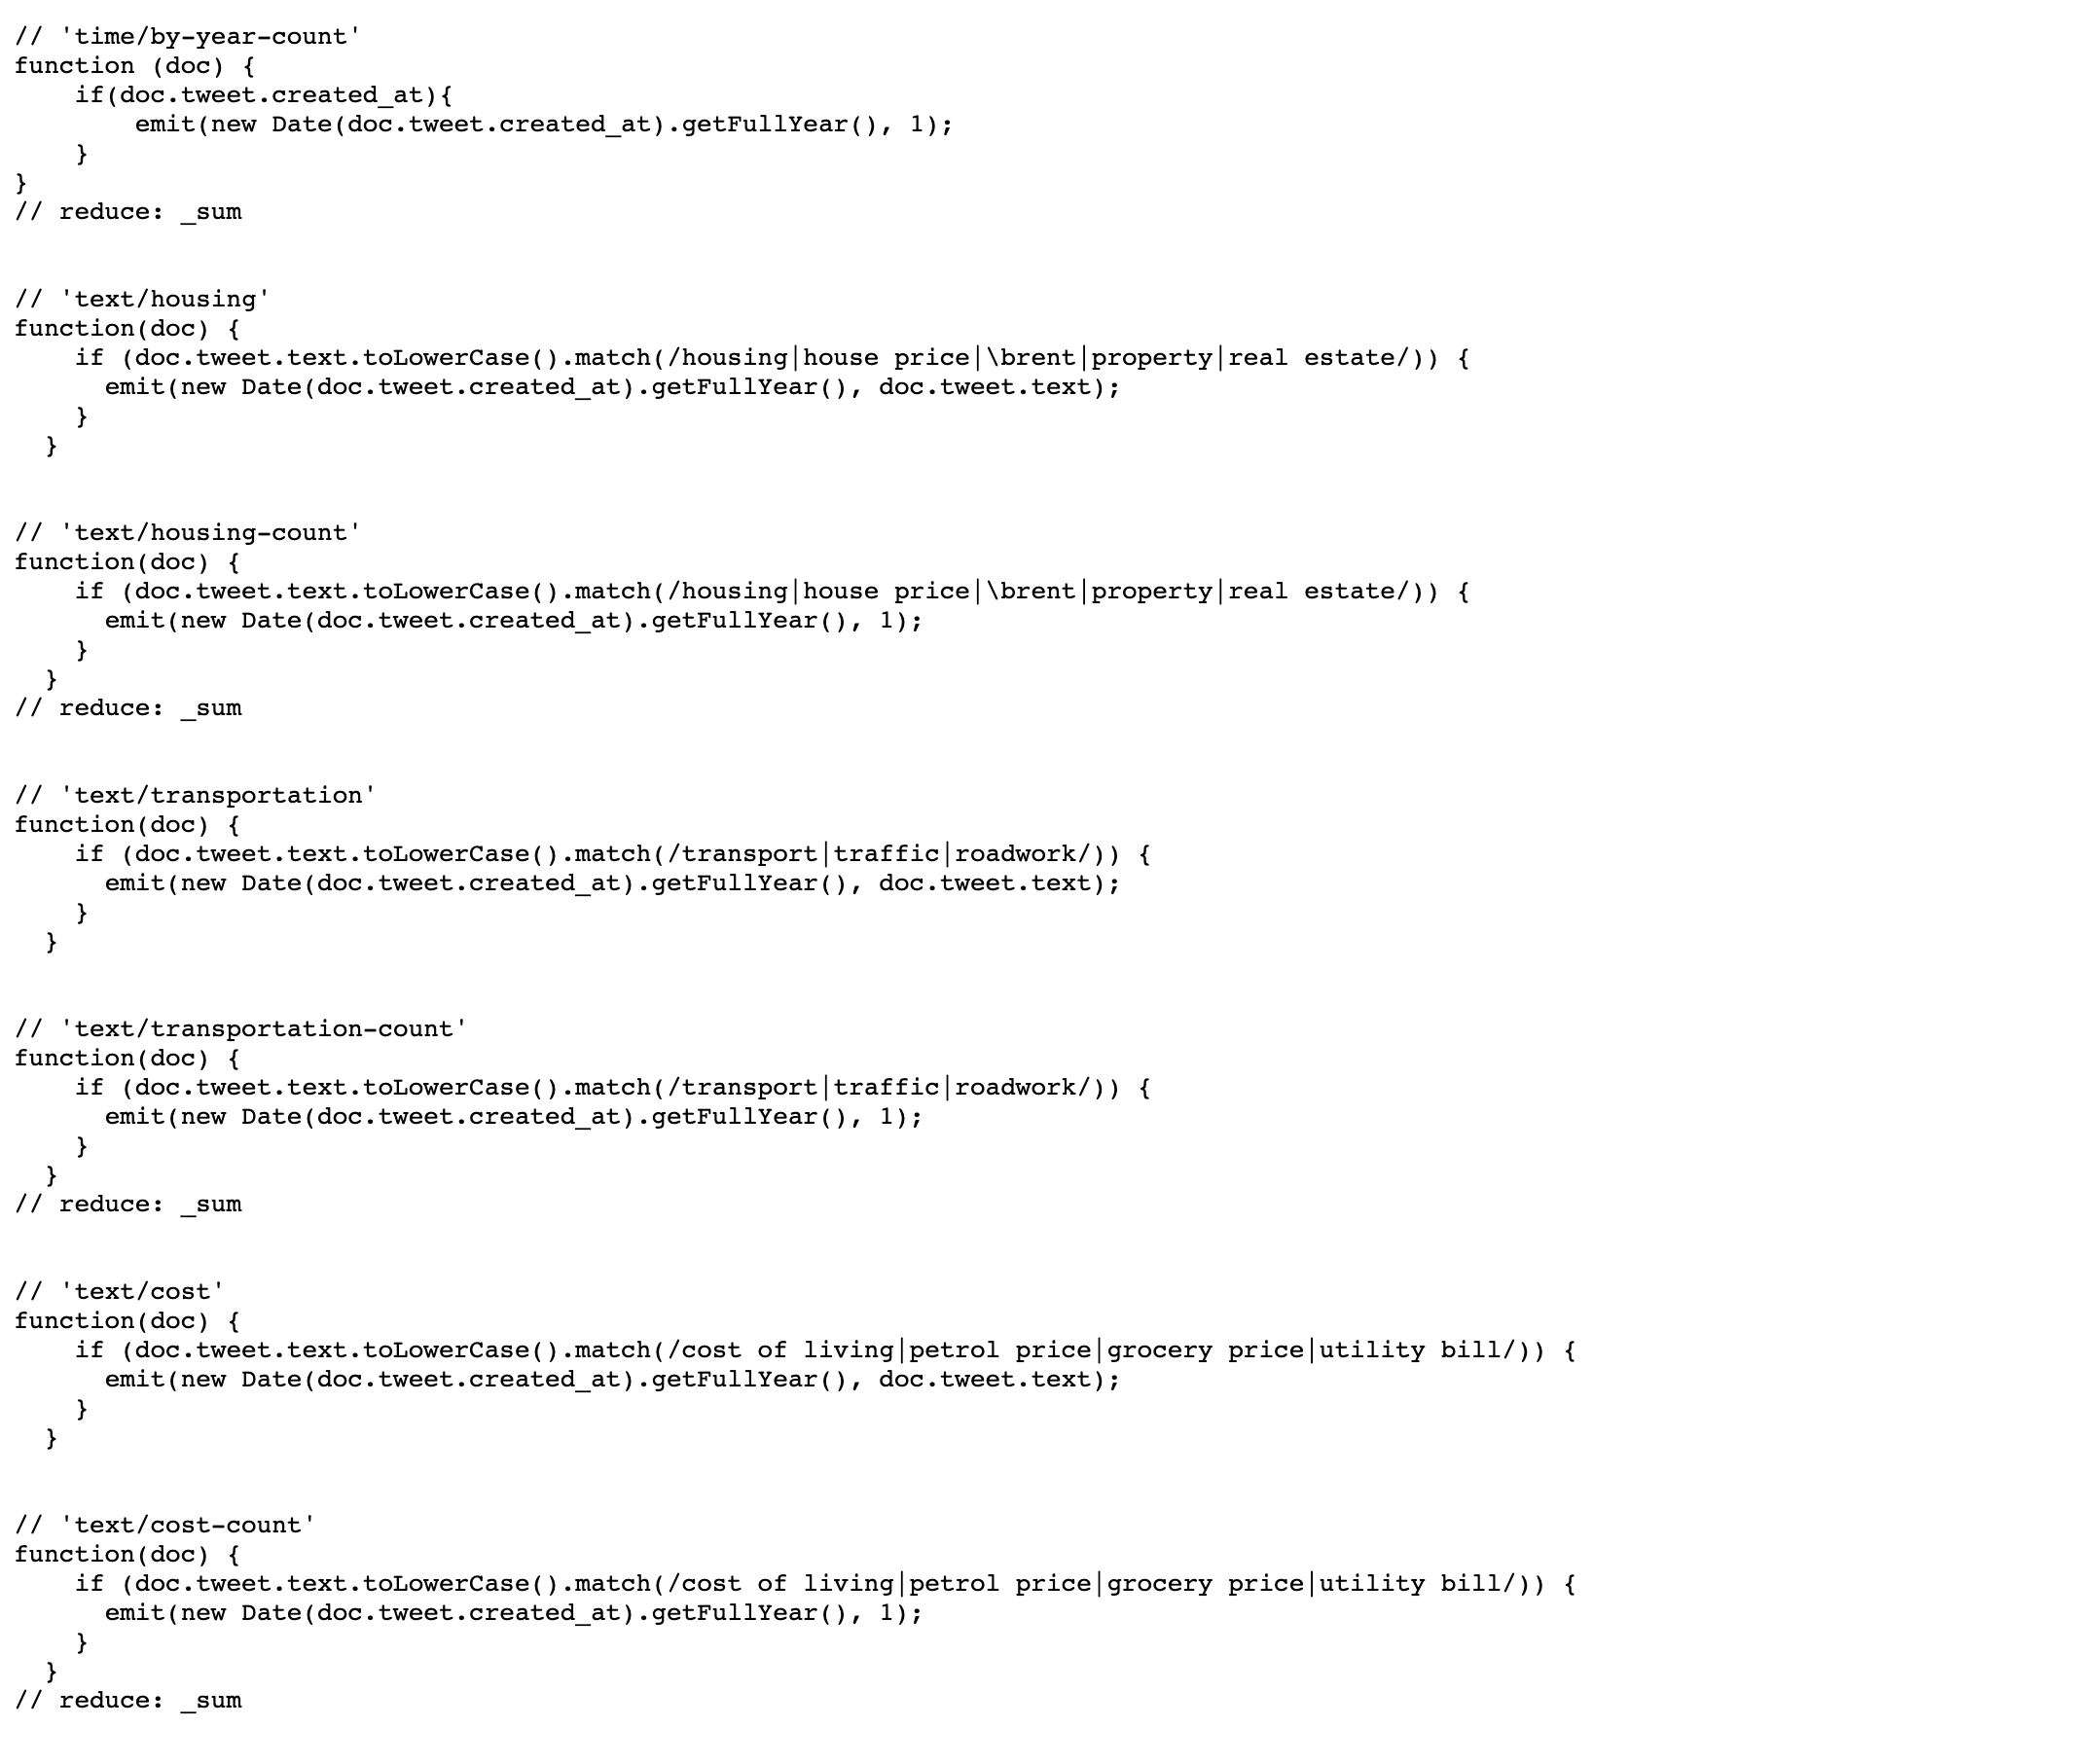 // 'time/by-year-count'
function (doc) {
    if(doc.tweet.created_at){
        emit(new Date(doc.tweet.created_at).getFullYear(), 1);
    }
}
// reduce: _sum

// 'text/housing'
function(doc) {
    if (doc.tweet.text.toLowerCase().match(/housing|house price|\brent|property|real estate/)) {
      emit(new Date(doc.tweet.created_at).getFullYear(), doc.tweet.text);
    }
  }

// 'text/housing-count'
function(doc) {
    if (doc.tweet.text.toLowerCase().match(/housing|house price|\brent|property|real estate/)) {
      emit(new Date(doc.tweet.created_at).getFullYear(), 1);
    }
  }
// reduce: _sum

// 'text/transportation'
function(doc) {
    if (doc.tweet.text.toLowerCase().match(/transport|traffic|roadwork/)) {
      emit(new Date(doc.tweet.created_at).getFullYear(), doc.tweet.text);
    }
  }

// 'text/transportation-count'
function(doc) {
    if (doc.tweet.text.toLowerCase().match(/transport|traffic|roadwork/)) {
      emit(new Date(doc.tweet.created_at).getFullYear(), 1);
    }
  }
// reduce: _sum

// 'text/cost'
function(doc) {
    if (doc.tweet.text.toLowerCase().match(/cost of living|petrol price|grocery price|utility bill/)) {
      emit(new Date(doc.tweet.created_at).getFullYear(), doc.tweet.text);
    }
  }

// 'text/cost-count'
function(doc) {
    if (doc.tweet.text.toLowerCase().match(/cost of living|petrol price|grocery price|utility bill/)) {
      emit(new Date(doc.tweet.created_at).getFullYear(), 1);
    }
  }
// reduce: _sum